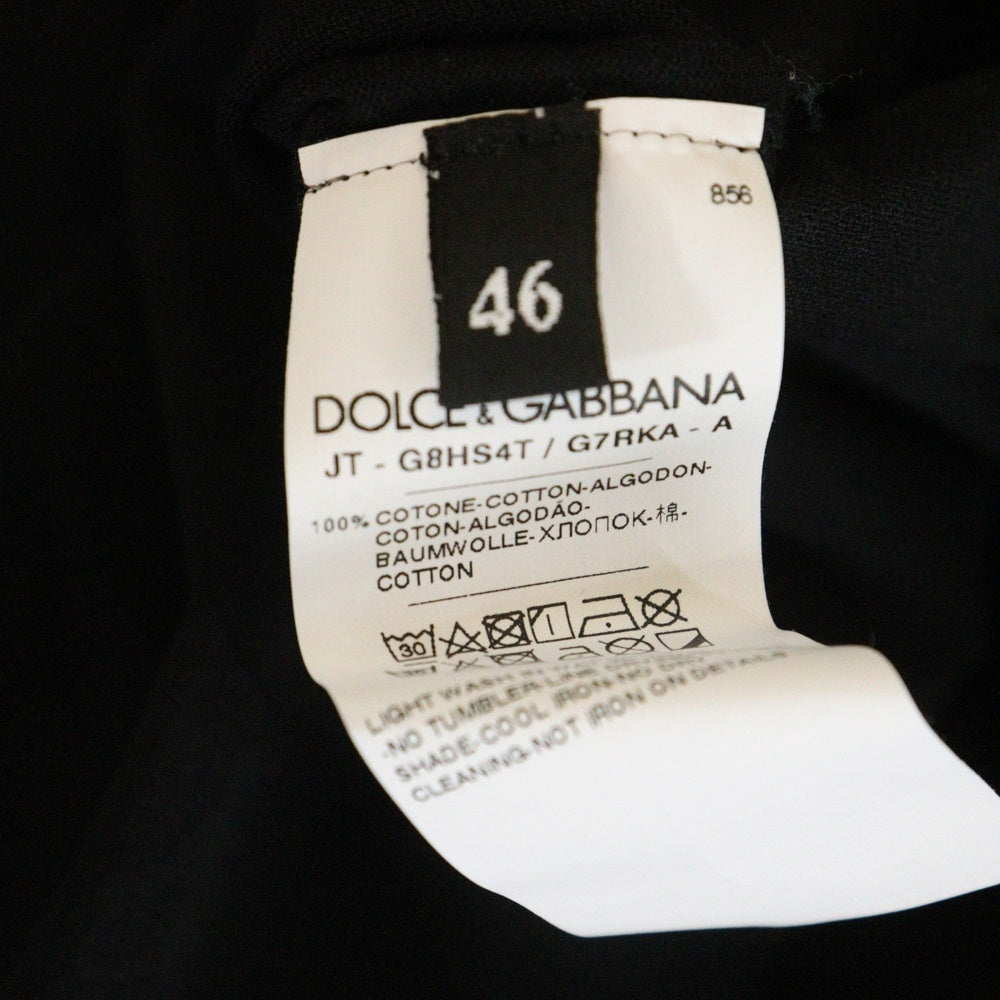 856
46
DOLCE & GABBANA
JT - G8HS4T / G7RKA - A
100% COTONE-COTTON-ALGODON-
COTON-ALGODÃO-
BAUMWOLLE-ХЛОПОК-棉-
COTTON
30
LIGHT WASH
-NO TUMBLER-LINE DRY
SHADE-COOL IRON-NO DRY
CLEANING-NOT IRON ON DETAILS